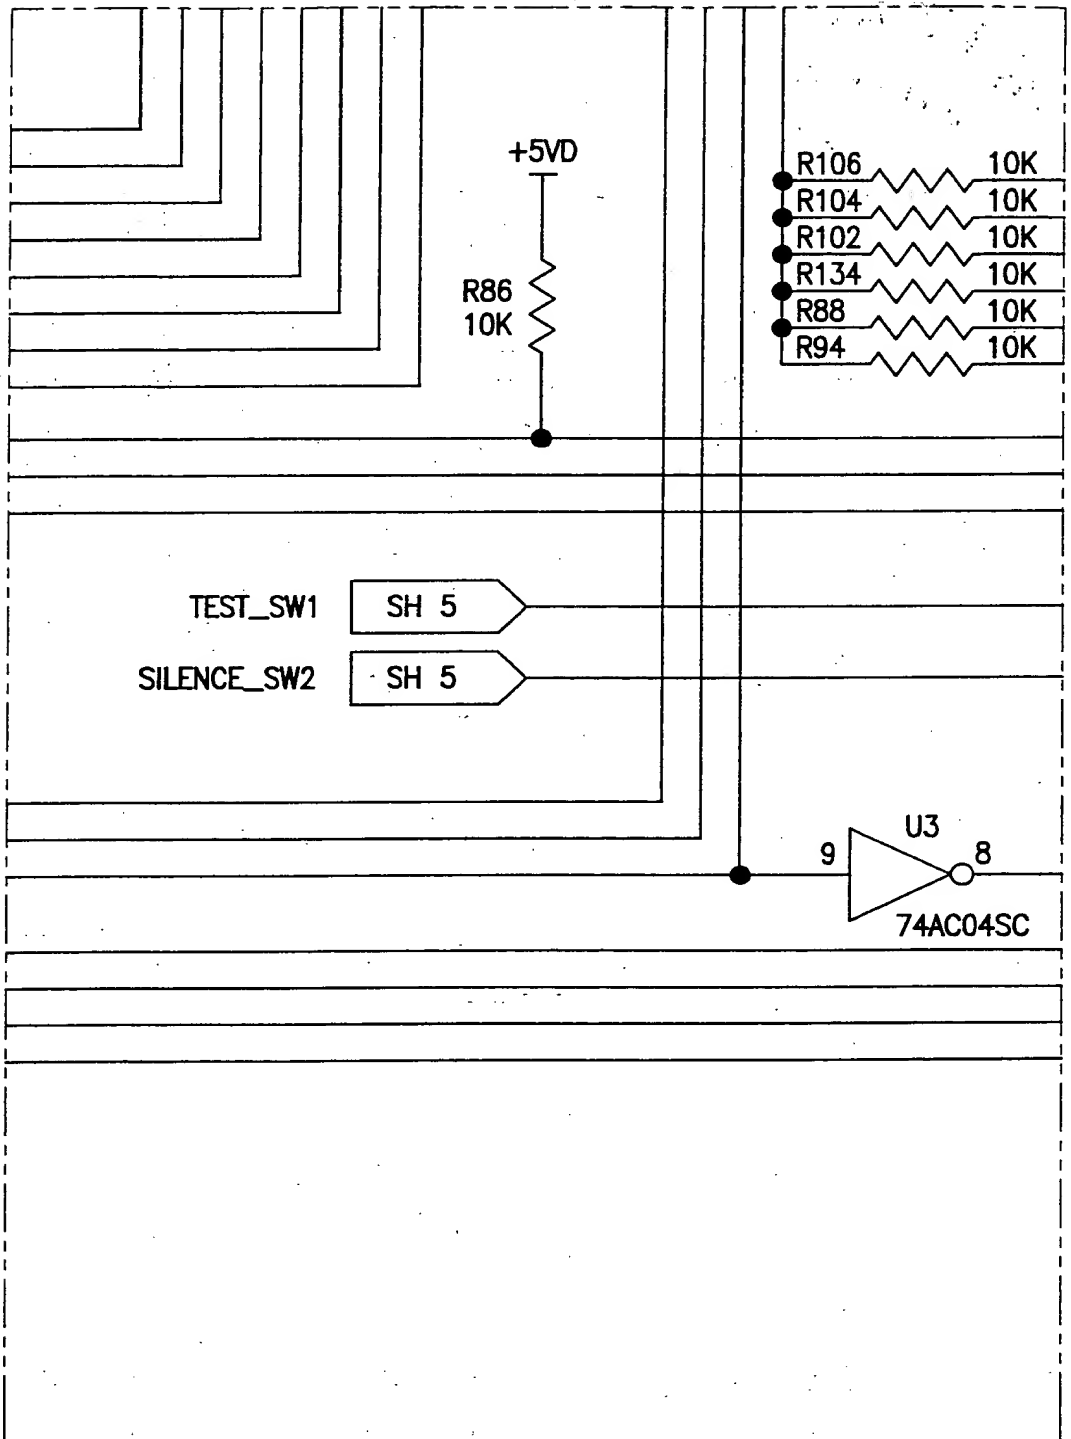 +5VD
R106 10K
R104 10K
R102 10K
R134 10K
R88 10K
R94 10K
R86
10K
TEST_SW1 SH 5
SILENCE_SW2 SH 5
U3
9 8
74AC04SC